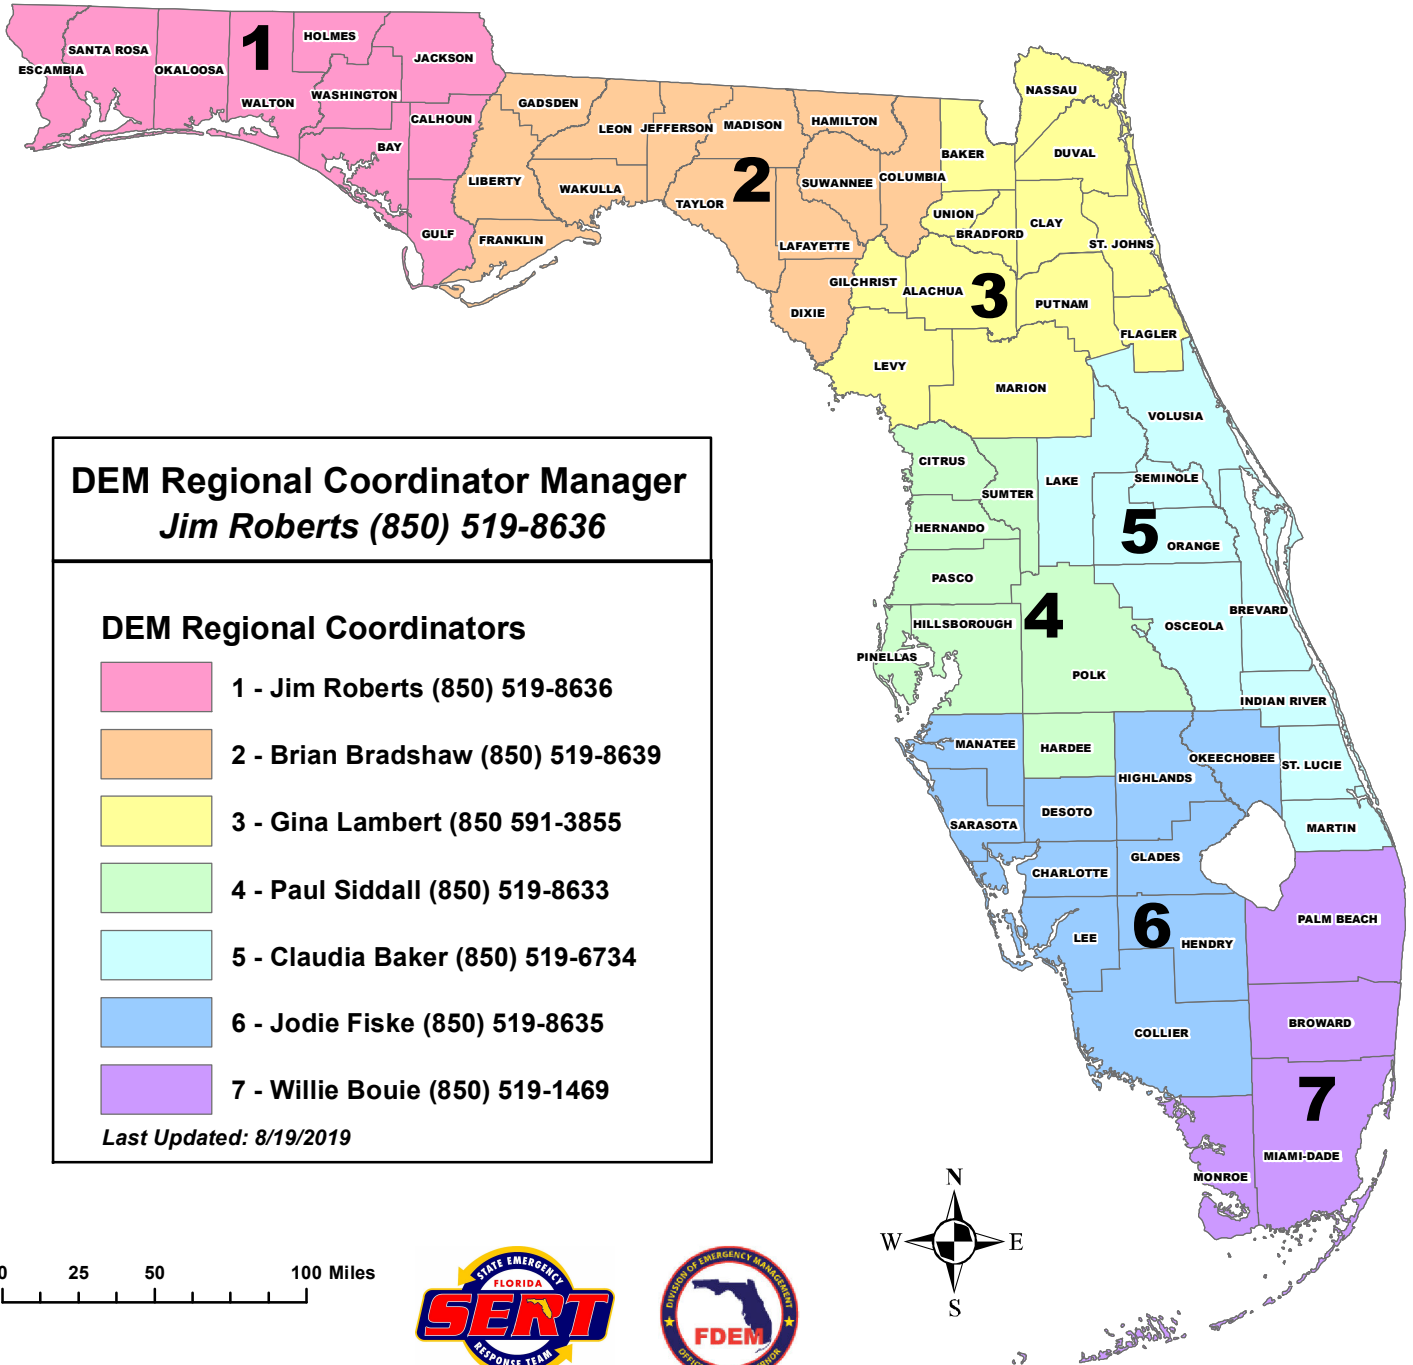 1
HOLMES
SANTA ROSA
JACKSON
ESCAMBIA
OKALOOSA
WALTON
WASHINGTON
CALHOUN
BAY
GULF
GADSDEN
LEON
JEFFERSON
MADISON
HAMILTON
LIBERTY
WAKULLA
2
TAYLOR
SUWANNEE
COLUMBIA
FRANKLIN
LAFAYETTE
DIXIE
NASSAU
BAKER
DUVAL
UNION
BRADFORD
CLAY
ST. JOHNS
GILCHRIST
ALACHUA
3
PUTNAM
FLAGLER
LEVY
MARION
VOLUSIA
CITRUS
SUMTER
LAKE
SEMINOLE
HERNANDO
5
ORANGE
PASCO
BREVARD
HILLSBOROUGH
4
OSCEOLA
PINELLAS
POLK
INDIAN RIVER
MANATEE
HARDEE
HIGHLANDS
OKEECHOBEE
ST. LUCIE
SARASOTA
DESOTO
MARTIN
CHARLOTTE
GLADES
LEE
6
HENDRY
PALM BEACH
COLLIER
BROWARD
7
MIAMI-DADE
MONROE
DEM Regional Coordinator Manager
Jim Roberts (850) 519-8636
DEM Regional Coordinators
1 - Jim Roberts (850) 519-8636
2 - Brian Bradshaw (850) 519-8639
3 - Gina Lambert (850 591-3855
4 - Paul Siddall (850) 519-8633
5 - Claudia Baker (850) 519-6734
6 - Jodie Fiske (850) 519-8635
7 - Willie Bouie (850) 519-1469
Last Updated: 8/19/2019
N
W
E
S
0 25 50 100 Miles
STATE EMERGENCY
FLORIDA
SERT
RESPONSE TEAM
DIVISION OF EMERGENCY MANAGEMENT
FDEM